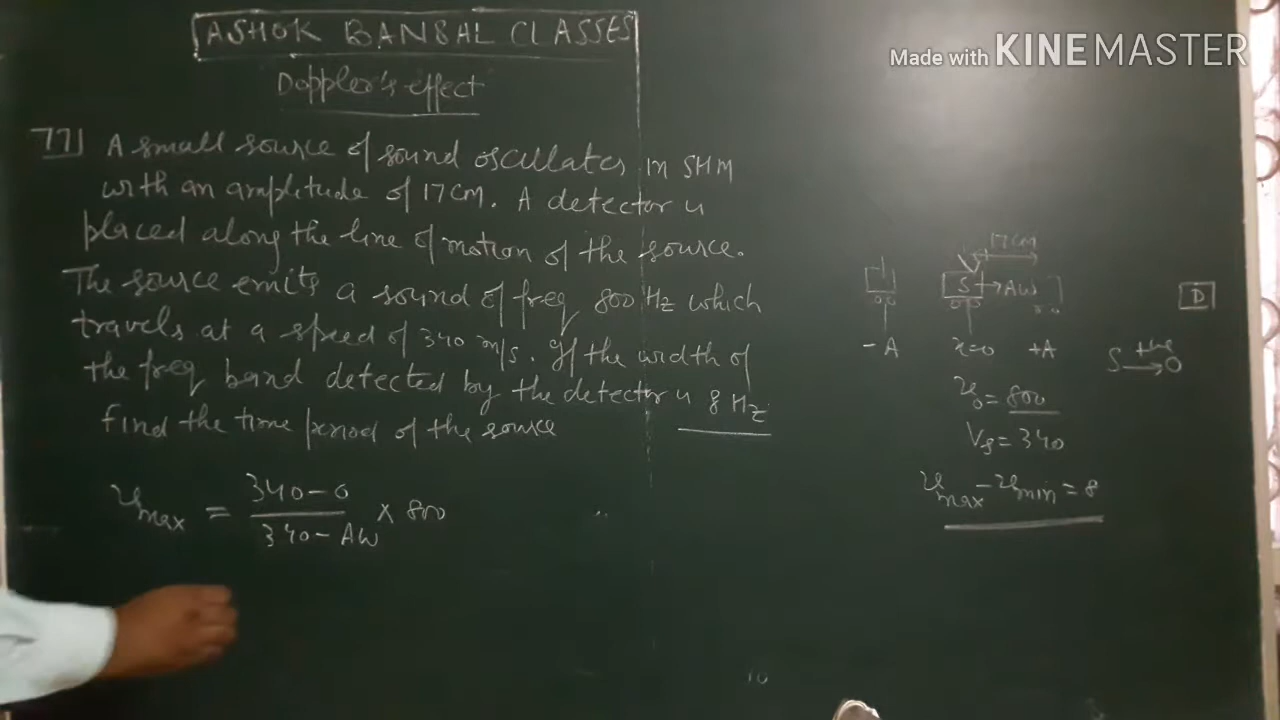 Made with KINEMASTER
ASHOK BANSAL CLASSES
Doppler's effect
77] A small source of sound oscillates in SHM
with an amplitude of 17cm. A detector is
placed along the line of motion of the source.
The source emits a sound of freq 800 Hz which
travels at a speed of 340 m/s. If the width of
the freq band detected by the detector is 8 Hz
find the time period of the source
ν max = 340-0 / 340-Aω × 800
17cm
S → Aω
D
-A x=0 +A
S +ve → O
ν0 = 800
Vs = 340
νmax - νmin = 8